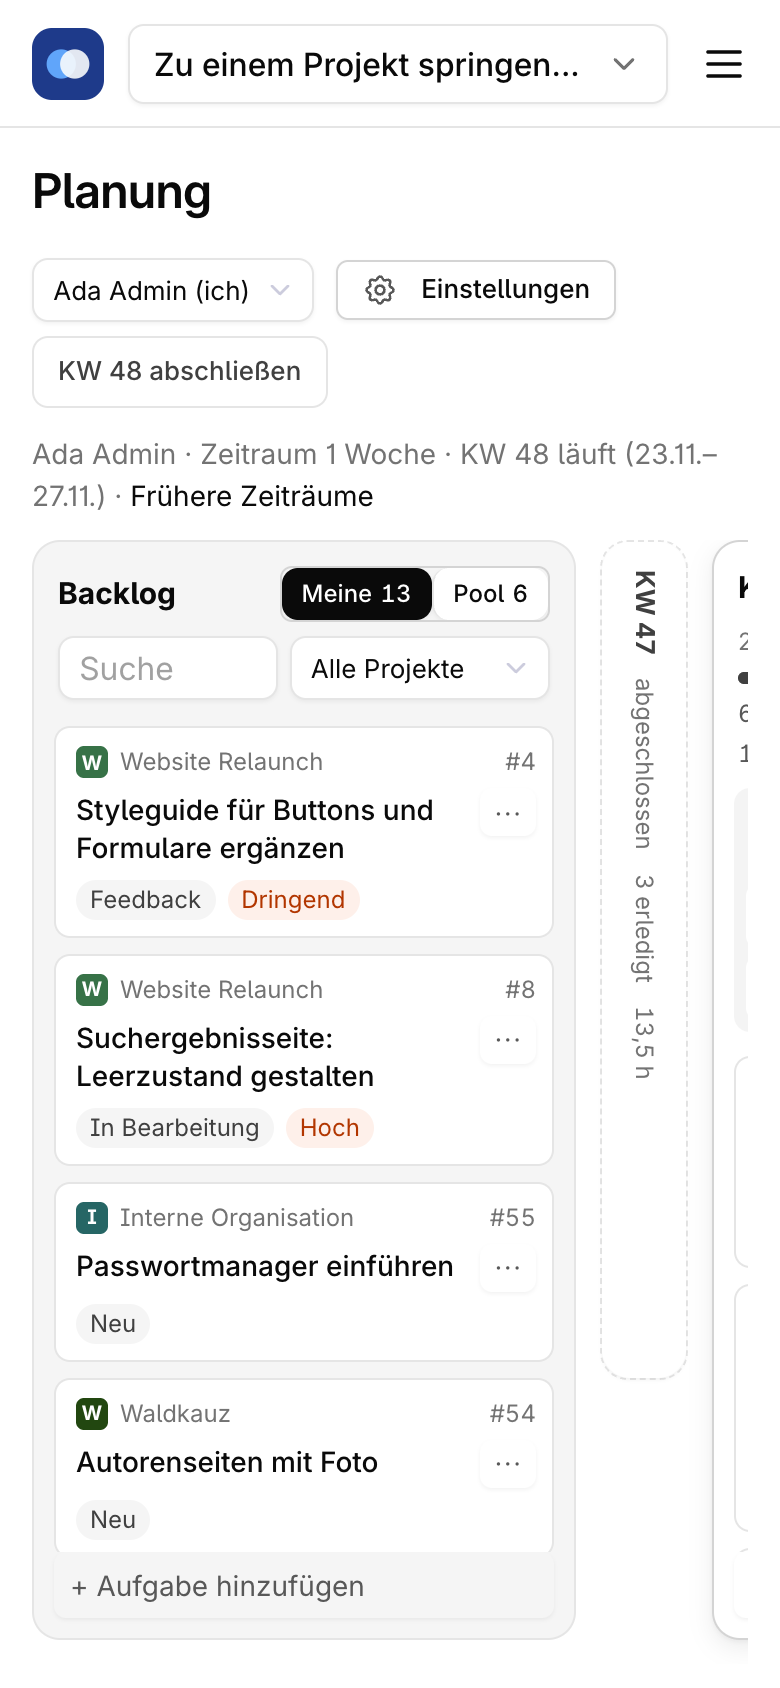 Zu einem Projekt springen...
Planung
Ada Admin (ich)
Einstellungen
KW 48 abschließen
Ada Admin · Zeitraum 1 Woche · KW 48 läuft (23.11.–
27.11.) · Frühere Zeiträume
Backlog
Meine 13
Pool 6
Suche
Alle Projekte
W Website Relaunch #4
Styleguide für Buttons und
Formulare ergänzen
...
Feedback
Dringend
W Website Relaunch #8
Suchergebnisseite:
Leerzustand gestalten
...
In Bearbeitung
Hoch
I Interne Organisation #55
Passwortmanager einführen
...
Neu
W Waldkauz #54
Autorenseiten mit Foto
...
Neu
+ Aufgabe hinzufügen
KW 47 abgeschlossen 3 erledigt 13,5 h